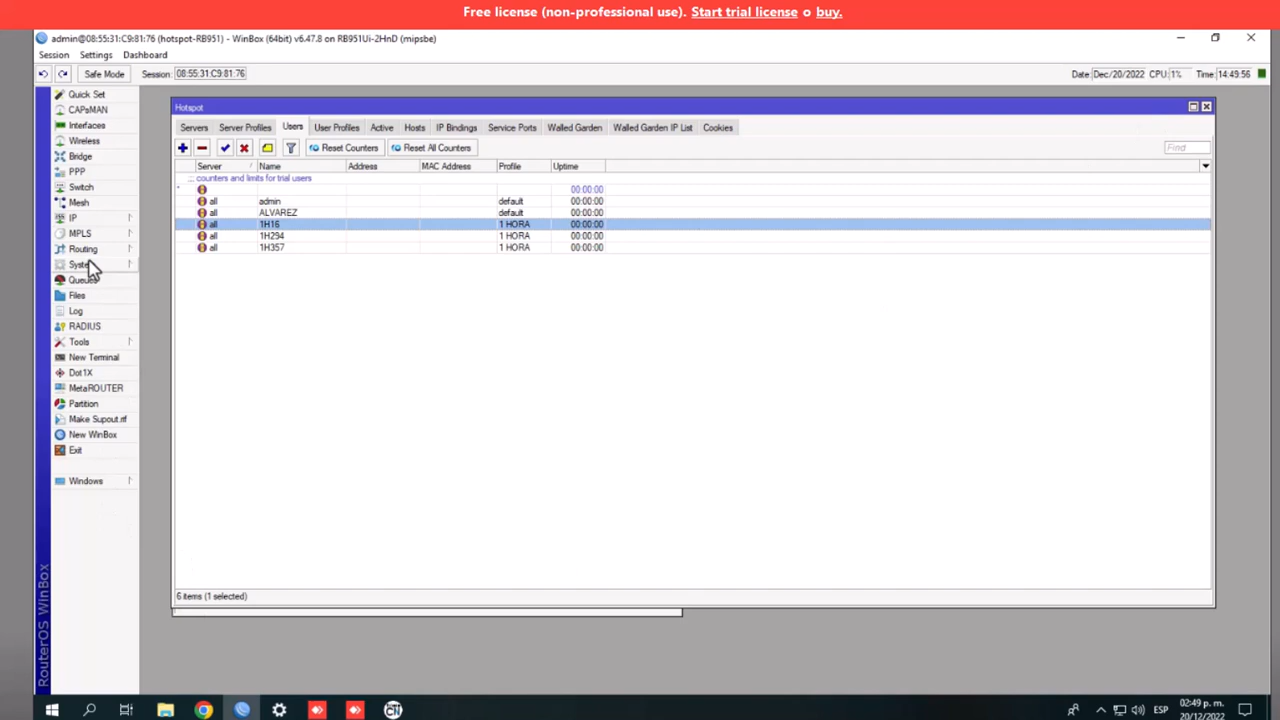 Free license (non-professional use). Start trial license o buy.
admin@08:55:31:C9:81:76 (hotspot-RB951) - WinBox (64bit) v6.47.8 on RB951Ui-2HnD (mipsbe)
Session Settings Dashboard
Safe Mode Session: 08:55:31:C9:81:76 Date: Dec/20/2022 CPU: 1% Time: 14:49:56
Quick Set
CAPsMAN
Interfaces
Wireless
Bridge
PPP
Switch
Mesh
IP
MPLS
Routing
Queues
Files
Log
RADIUS
Tools
New Terminal
Dot1X
MetaROUTER
Partition
Make Supout.rif
New WinBox
Exit
Windows
RouterOS WinBox
Hotspot
Servers Server Profiles Users User Profiles Active Hosts IP Bindings Service Ports Walled Garden Walled Garden IP List Cookies
Reset Counters Reset All Counters Find
Server Name Address MAC Address Profile Uptime
::: counters and limits for trial users
00:00:00
all admin default 00:00:00
all ALVAREZ default 00:00:00
all 1H16 1 HORA 00:00:00
all 1H294 1 HORA 00:00:00
all 1H357 1 HORA 00:00:00
6 items (1 selected)
ESP 02:49 p. m.
20/12/2022